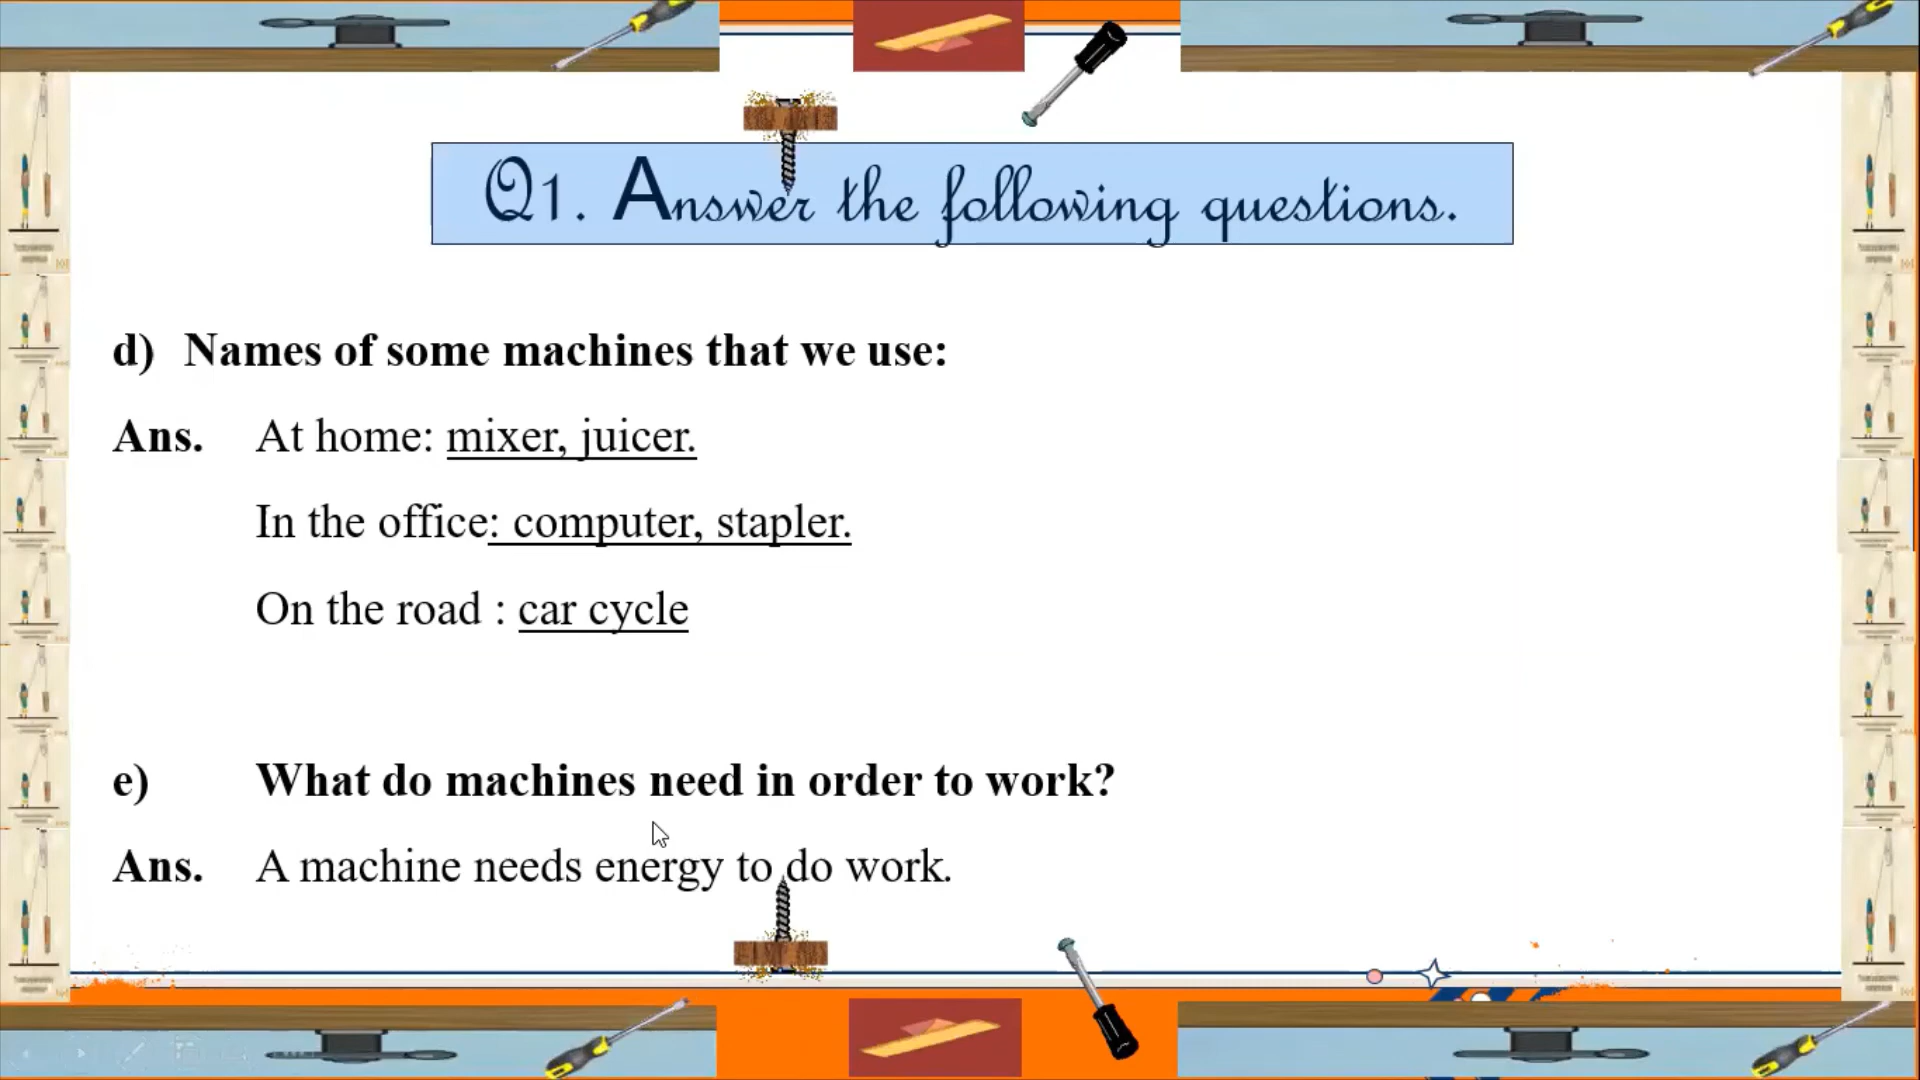 Q1. Answer the following questions.
d) Names of some machines that we use:
Ans. At home: mixer, juicer.
In the office: computer, stapler.
On the road : car cycle
e) What do machines need in order to work?
Ans. A machine needs energy to do work.